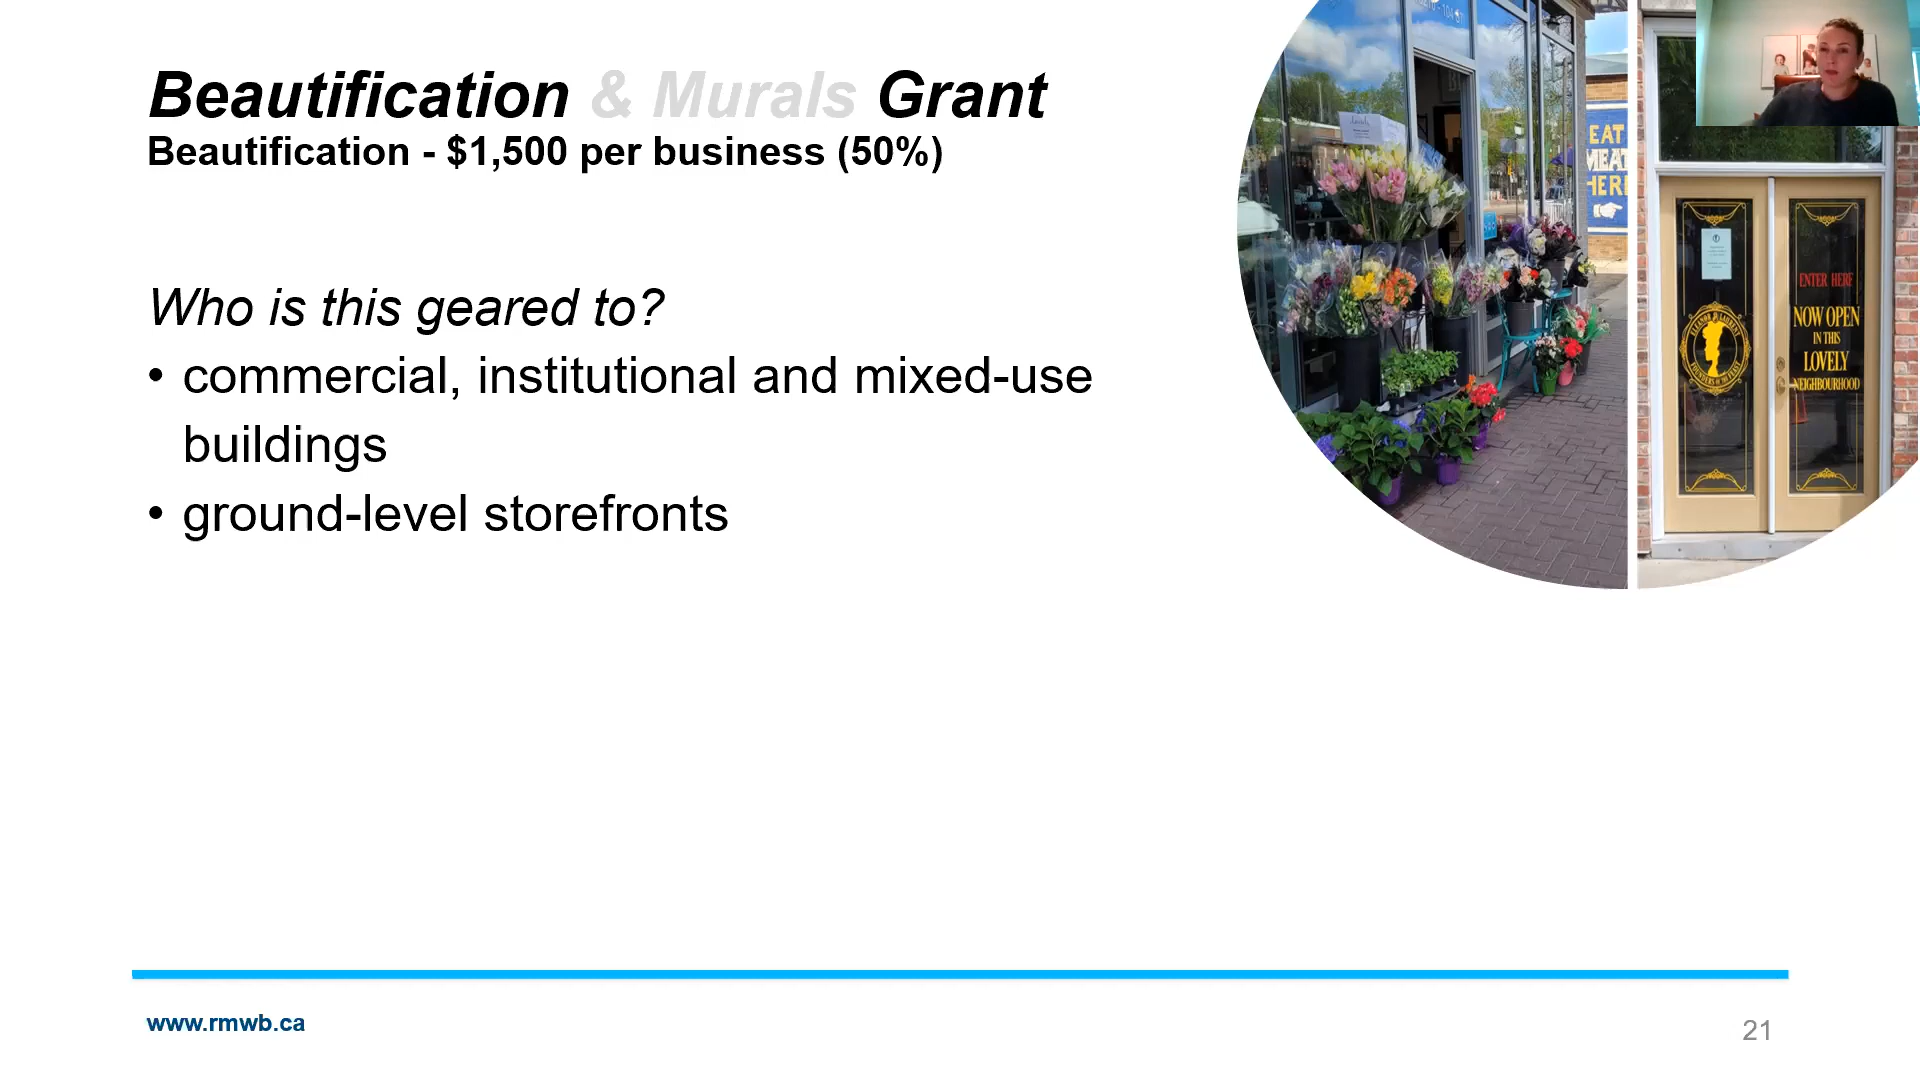 Beautification & Murals Grant
Beautification - $1,500 per business (50%)
Who is this geared to?
• commercial, institutional and mixed-use
buildings
• ground-level storefronts
EAT
MEAT
HERE
ENTER HERE
NOW OPEN
IN THIS
LOVELY
NEIGHBOURHOOD
www.rmwb.ca
21